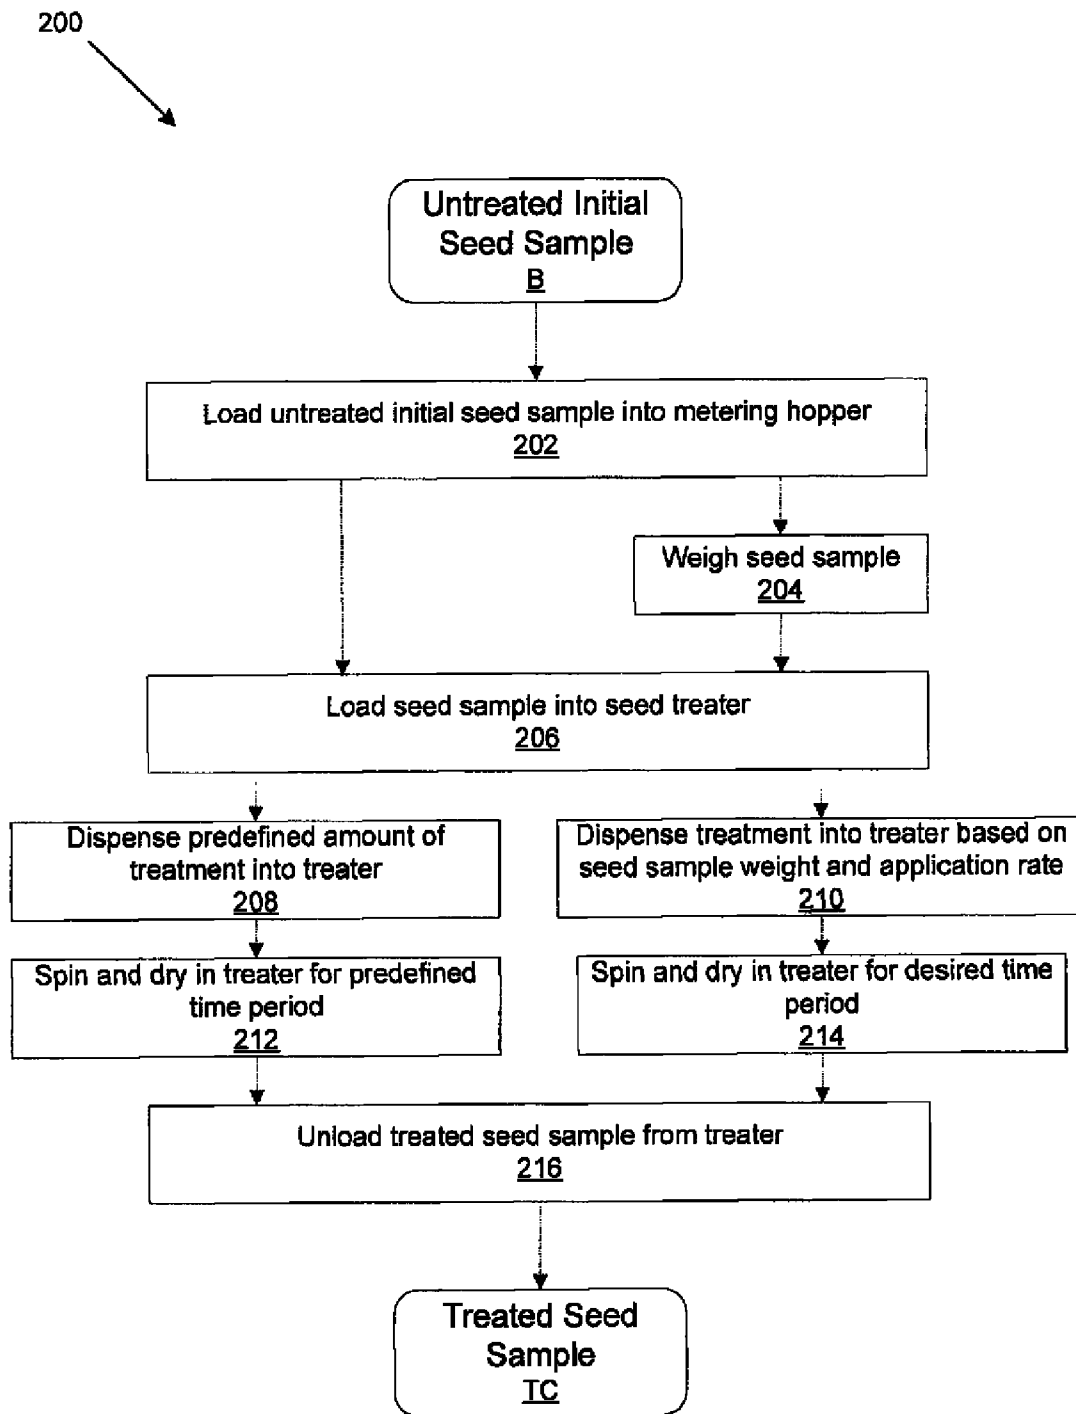 200
Untreated Initial
Seed Sample
B
Load untreated initial seed sample into metering hopper
202
Weigh seed sample
204
Load seed sample into seed treater
206
Dispense predefined amount of
treatment into treater
208
Dispense treatment into treater based on
seed sample weight and application rate
210
Spin and dry in treater for predefined
time period
212
Spin and dry in treater for desired time
period
214
Unload treated seed sample from treater
216
Treated Seed
Sample
TC